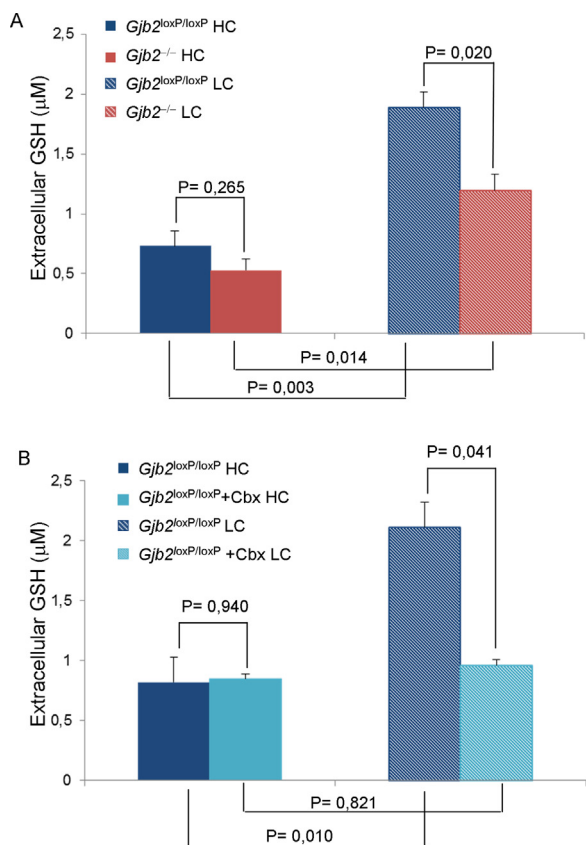 A
Gjb2loxP/loxP HC
Gjb2−/− HC
Gjb2loxP/loxP LC
Gjb2−/− LC
P= 0,020
P= 0,265
Extracellular GSH (μM)
2,5
2
1,5
1
0,5
0
P= 0,014
P= 0,003
B
Gjb2loxP/loxP HC
Gjb2loxP/loxP+Cbx HC
Gjb2loxP/loxP LC
Gjb2loxP/loxP +Cbx LC
P= 0,041
P= 0,940
Extracellular GSH (μM)
2,5
2
1,5
1
0,5
0
P= 0,821
P= 0,010